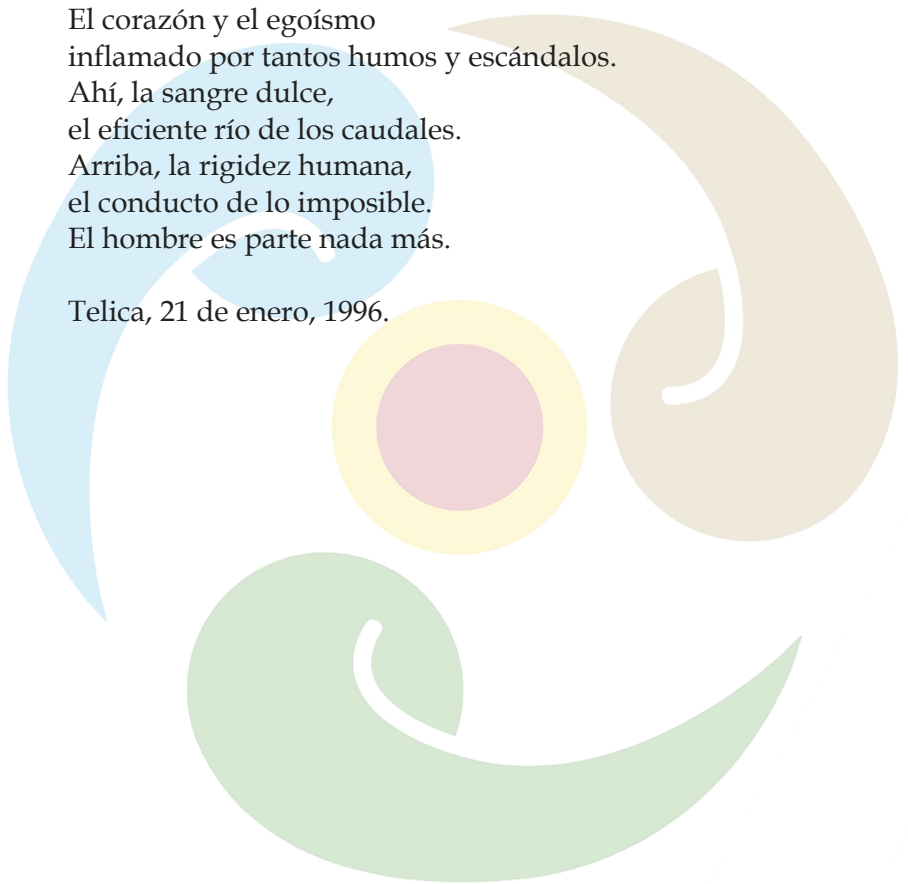 El corazón y el egoísmo
inflamado por tantos humos y escándalos.
Ahí, la sangre dulce,
el eficiente río de los caudales.
Arriba, la rigidez humana,
el conducto de lo imposible.
El hombre es parte nada más.
Telica, 21 de enero, 1996.